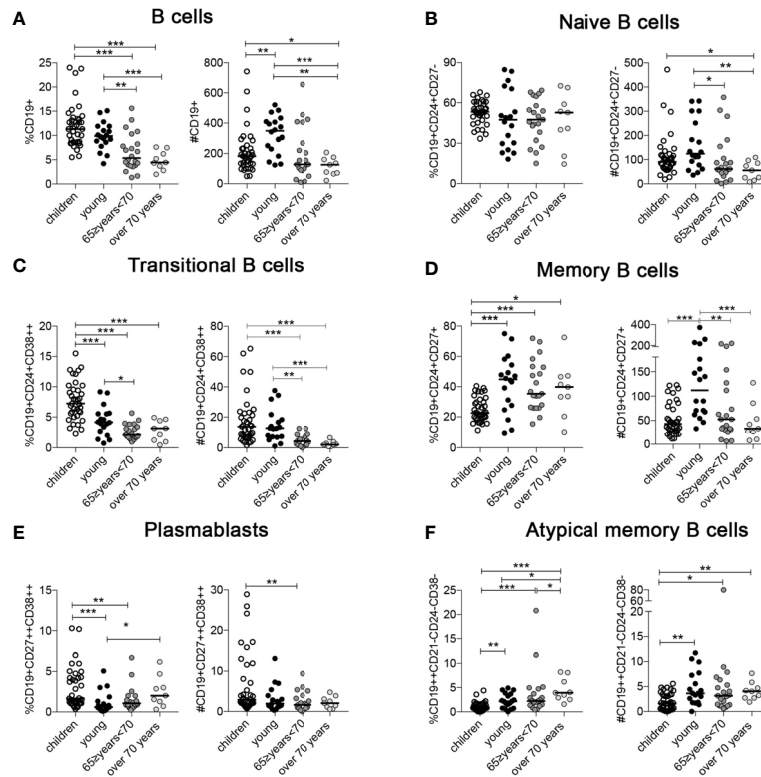 A
B cells
***
***
***
**
%CD19+
25
20
15
10
5
0
children
young
65≥years<70
over 70 years
*
**
***
**
#CD19+
800
600
400
200
0
children
young
65≥years<70
over 70 years
B
Naive B cells
%CD19+CD24+CD27-
100
80
60
40
20
0
children
young
65≥years<70
over 70 years
*
**
*
#CD19+CD24+CD27-
500
400
300
200
100
0
children
young
65≥years<70
over 70 years
C
Transitional B cells
***
***
***
*
%CD19+CD24+CD38++
20
15
10
5
0
children
young
65≥years<70
over 70 years
***
***
***
**
#CD19+CD24+CD38++
80
60
40
20
0
children
young
65≥years<70
over 70 years
D
Memory B cells
*
***
***
%CD19+CD24+CD27+
80
60
40
20
0
children
young
65≥years<70
over 70 years
***
***
**
#CD19+CD24+CD27+
400
300
200
150
100
50
0
children
young
65≥years<70
over 70 years
E
Plasmablasts
**
***
*
%CD19+CD27++CD38++
15
10
5
0
children
young
65≥years<70
over 70 years
**
#CD19+CD27++CD38++
30
20
10
0
children
young
65≥years<70
over 70 years
F
Atypical memory B cells
***
*
***
*
**
%CD19++CD21-CD24-CD38-
25
20
15
10
5
0
children
young
65≥years<70
over 70 years
**
*
**
#CD19++CD21-CD24-CD38-
80
60
20
15
10
5
0
children
young
65≥years<70
over 70 years